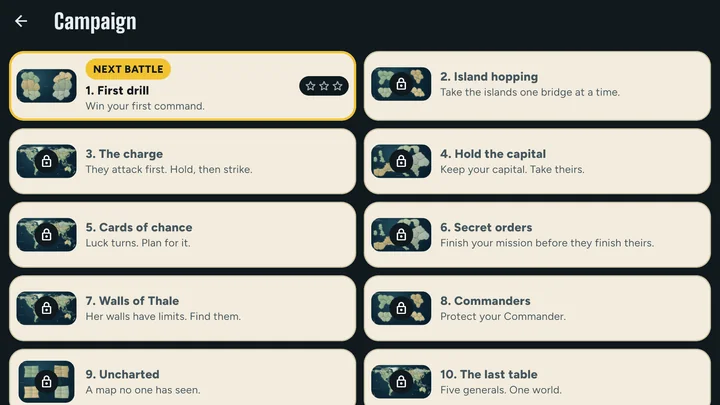 Campaign
NEXT BATTLE
1. First drill
Win your first command.
2. Island hopping
Take the islands one bridge at a time.
3. The charge
They attack first. Hold, then strike.
4. Hold the capital
Keep your capital. Take theirs.
5. Cards of chance
Luck turns. Plan for it.
6. Secret orders
Finish your mission before they finish theirs.
7. Walls of Thale
Her walls have limits. Find them.
8. Commanders
Protect your Commander.
9. Uncharted
A map no one has seen.
10. The last table
Five generals. One world.